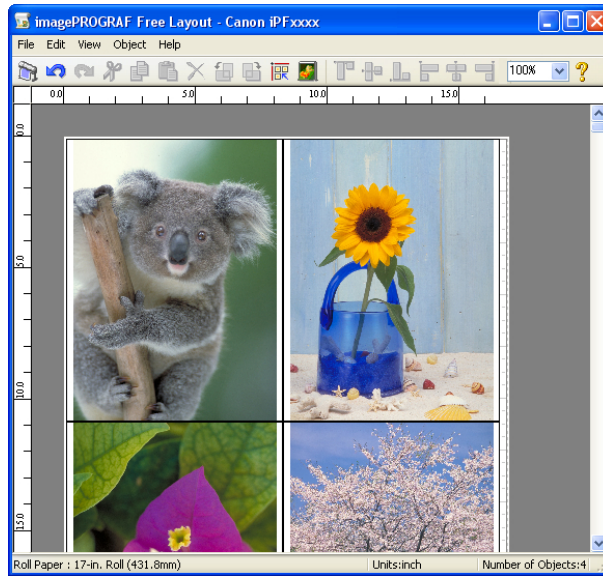 imagePROGRAF Free Layout - Canon iPFxxxx
File Edit View Object Help
100%
0.0 5.0 10.0 15.0
0.0
5.0
10.0
15.0
Roll Paper : 17-in. Roll (431.8mm) Units:inch Number of Objects:4